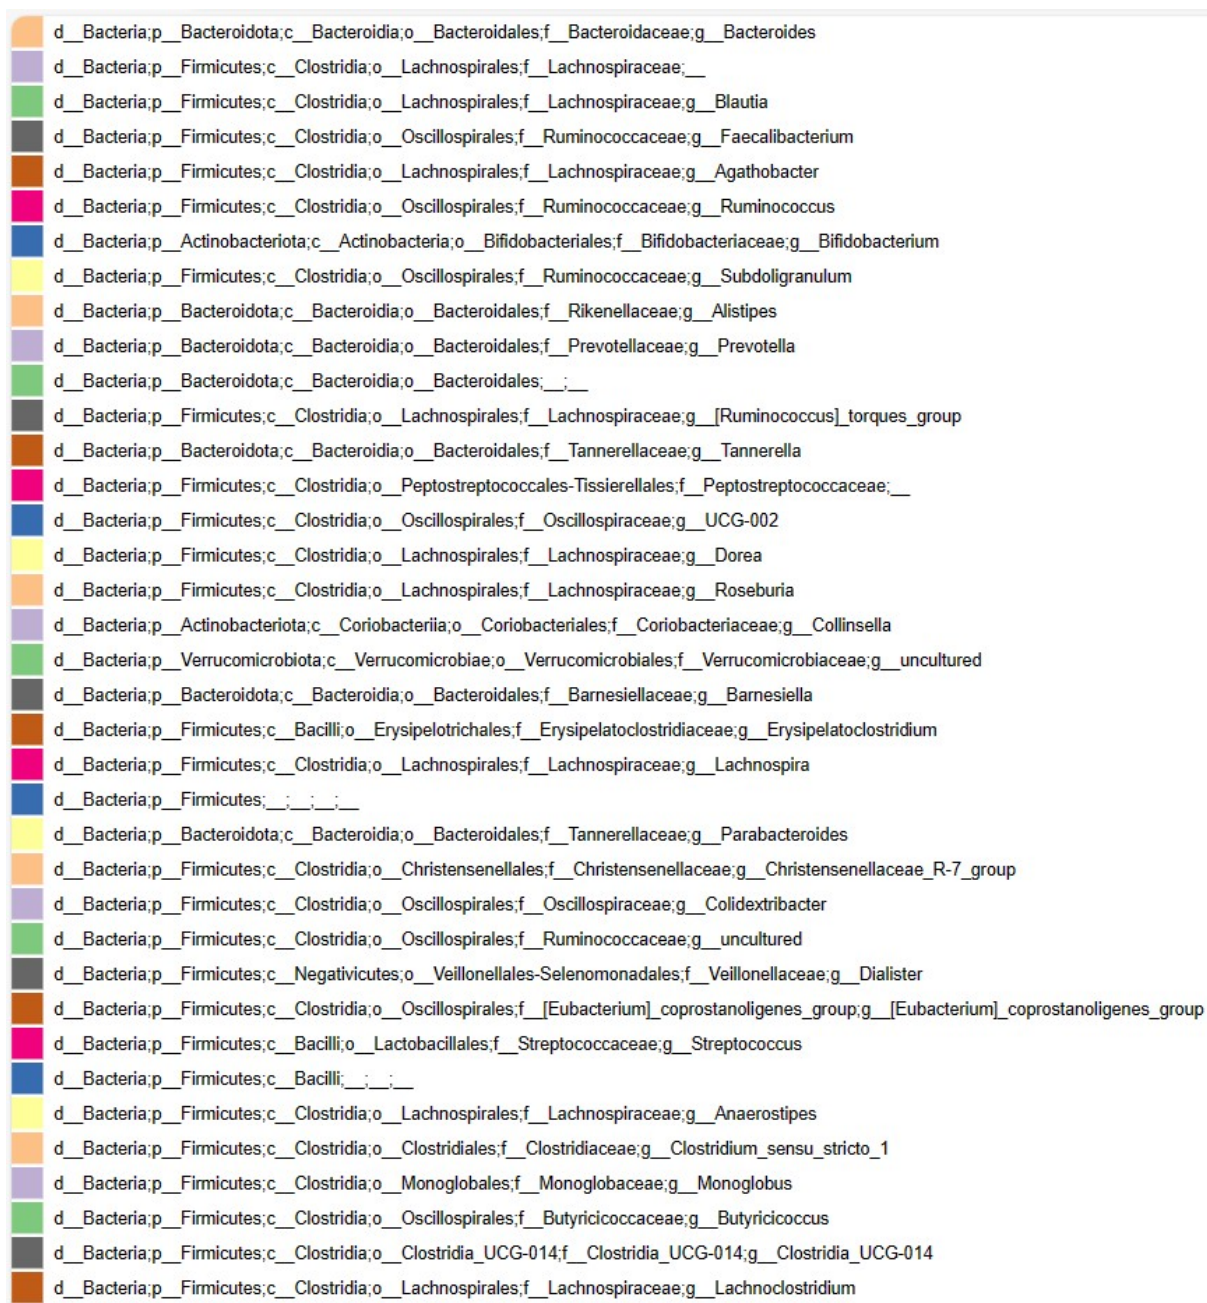 d__Bacteria;p__Bacteroidota;c__Bacteroidia;o__Bacteroidales;f__Bacteroidaceae;g__Bacteroides
d__Bacteria;p__Firmicutes;c__Clostridia;o__Lachnospirales;f__Lachnospiraceae;__
d__Bacteria;p__Firmicutes;c__Clostridia;o__Lachnospirales;f__Lachnospiraceae;g__Blautia
d__Bacteria;p__Firmicutes;c__Clostridia;o__Oscillospirales;f__Ruminococcaceae;g__Faecalibacterium
d__Bacteria;p__Firmicutes;c__Clostridia;o__Lachnospirales;f__Lachnospiraceae;g__Agathobacter
d__Bacteria;p__Firmicutes;c__Clostridia;o__Oscillospirales;f__Ruminococcaceae;g__Ruminococcus
d__Bacteria;p__Actinobacteriota;c__Actinobacteria;o__Bifidobacteriales;f__Bifidobacteriaceae;g__Bifidobacterium
d__Bacteria;p__Firmicutes;c__Clostridia;o__Oscillospirales;f__Ruminococcaceae;g__Subdoligranulum
d__Bacteria;p__Bacteroidota;c__Bacteroidia;o__Bacteroidales;f__Rikenellaceae;g__Alistipes
d__Bacteria;p__Bacteroidota;c__Bacteroidia;o__Bacteroidales;f__Prevotellaceae;g__Prevotella
d__Bacteria;p__Bacteroidota;c__Bacteroidia;o__Bacteroidales;__;__
d__Bacteria;p__Firmicutes;c__Clostridia;o__Lachnospirales;f__Lachnospiraceae;g__[Ruminococcus]_torques_group
d__Bacteria;p__Bacteroidota;c__Bacteroidia;o__Bacteroidales;f__Tannerellaceae;g__Tannerella
d__Bacteria;p__Firmicutes;c__Clostridia;o__Peptostreptococcales-Tissierellales;f__Peptostreptococcaceae;__
d__Bacteria;p__Firmicutes;c__Clostridia;o__Oscillospirales;f__Oscillospiraceae;g__UCG-002
d__Bacteria;p__Firmicutes;c__Clostridia;o__Lachnospirales;f__Lachnospiraceae;g__Dorea
d__Bacteria;p__Firmicutes;c__Clostridia;o__Lachnospirales;f__Lachnospiraceae;g__Roseburia
d__Bacteria;p__Actinobacteriota;c__Coriobacteriia;o__Coriobacteriales;f__Coriobacteriaceae;g__Collinsella
d__Bacteria;p__Verrucomicrobiota;c__Verrucomicrobiae;o__Verrucomicrobiales;f__Verrucomicrobiaceae;g__uncultured
d__Bacteria;p__Bacteroidota;c__Bacteroidia;o__Bacteroidales;f__Barnesiellaceae;g__Barnesiella
d__Bacteria;p__Firmicutes;c__Bacilli;o__Erysipelotrichales;f__Erysipelatoclostridiaceae;g__Erysipelatoclostridium
d__Bacteria;p__Firmicutes;c__Clostridia;o__Lachnospirales;f__Lachnospiraceae;g__Lachnospira
d__Bacteria;p__Firmicutes;__;__;__;__
d__Bacteria;p__Bacteroidota;c__Bacteroidia;o__Bacteroidales;f__Tannerellaceae;g__Parabacteroides
d__Bacteria;p__Firmicutes;c__Clostridia;o__Christensenellales;f__Christensenellaceae;g__Christensenellaceae_R-7_group
d__Bacteria;p__Firmicutes;c__Clostridia;o__Oscillospirales;f__Oscillospiraceae;g__Colidextribacter
d__Bacteria;p__Firmicutes;c__Clostridia;o__Oscillospirales;f__Ruminococcaceae;g__uncultured
d__Bacteria;p__Firmicutes;c__Negativicutes;o__Veillonellales-Selenomonadales;f__Veillonellaceae;g__Dialister
d__Bacteria;p__Firmicutes;c__Clostridia;o__Oscillospirales;f__[Eubacterium]_coprostanoligenes_group;g__[Eubacterium]_coprostanoligenes_group
d__Bacteria;p__Firmicutes;c__Bacilli;o__Lactobacillales;f__Streptococcaceae;g__Streptococcus
d__Bacteria;p__Firmicutes;c__Bacilli;__;__;__
d__Bacteria;p__Firmicutes;c__Clostridia;o__Lachnospirales;f__Lachnospiraceae;g__Anaerostipes
d__Bacteria;p__Firmicutes;c__Clostridia;o__Clostridiales;f__Clostridiaceae;g__Clostridium_sensu_stricto_1
d__Bacteria;p__Firmicutes;c__Clostridia;o__Monoglobales;f__Monoglobaceae;g__Monoglobus
d__Bacteria;p__Firmicutes;c__Clostridia;o__Oscillospirales;f__Butyricicoccaceae;g__Butyricicoccus
d__Bacteria;p__Firmicutes;c__Clostridia;o__Clostridia_UCG-014;f__Clostridia_UCG-014;g__Clostridia_UCG-014
d__Bacteria;p__Firmicutes;c__Clostridia;o__Lachnospirales;f__Lachnospiraceae;g__Lachnoclostridium